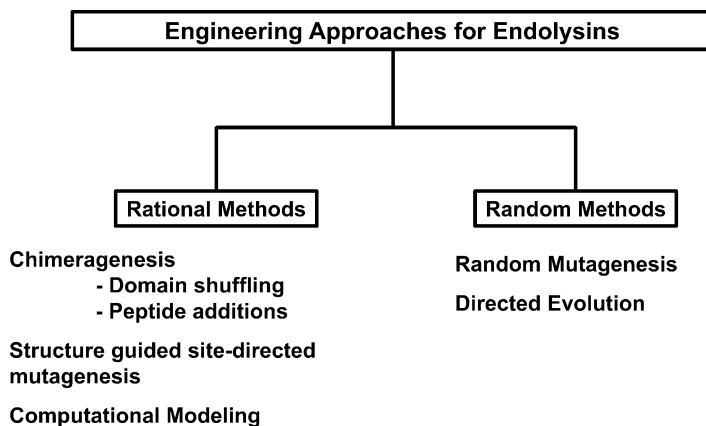 Engineering Approaches for Endolysins
Rational Methods
Chimeragenesis
- Domain shuffling
- Peptide additions
Structure guided site-directed
mutagenesis
Computational Modeling
Random Methods
Random Mutagenesis
Directed Evolution